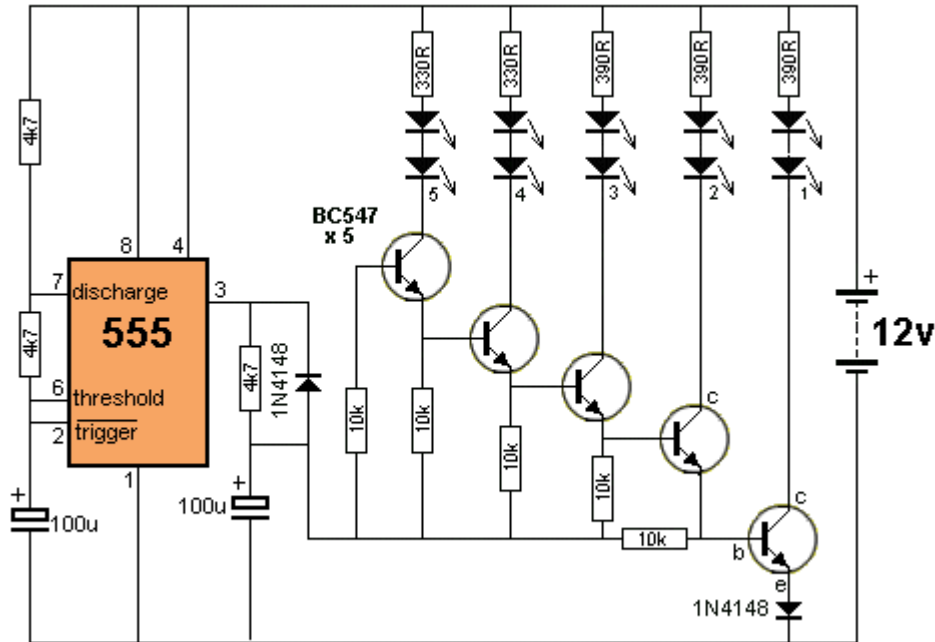 330R 330R 390R 390R 390R
4k7
5 4 3 2 1
BC547
x 5
8 4
7 discharge 3
555
+
12v
4k7
4k7
1N4148
6 threshold
2 trigger
10k 10k
10k
10k
c
1
+
100u
+
100u
10k
c
b
e
1N4148